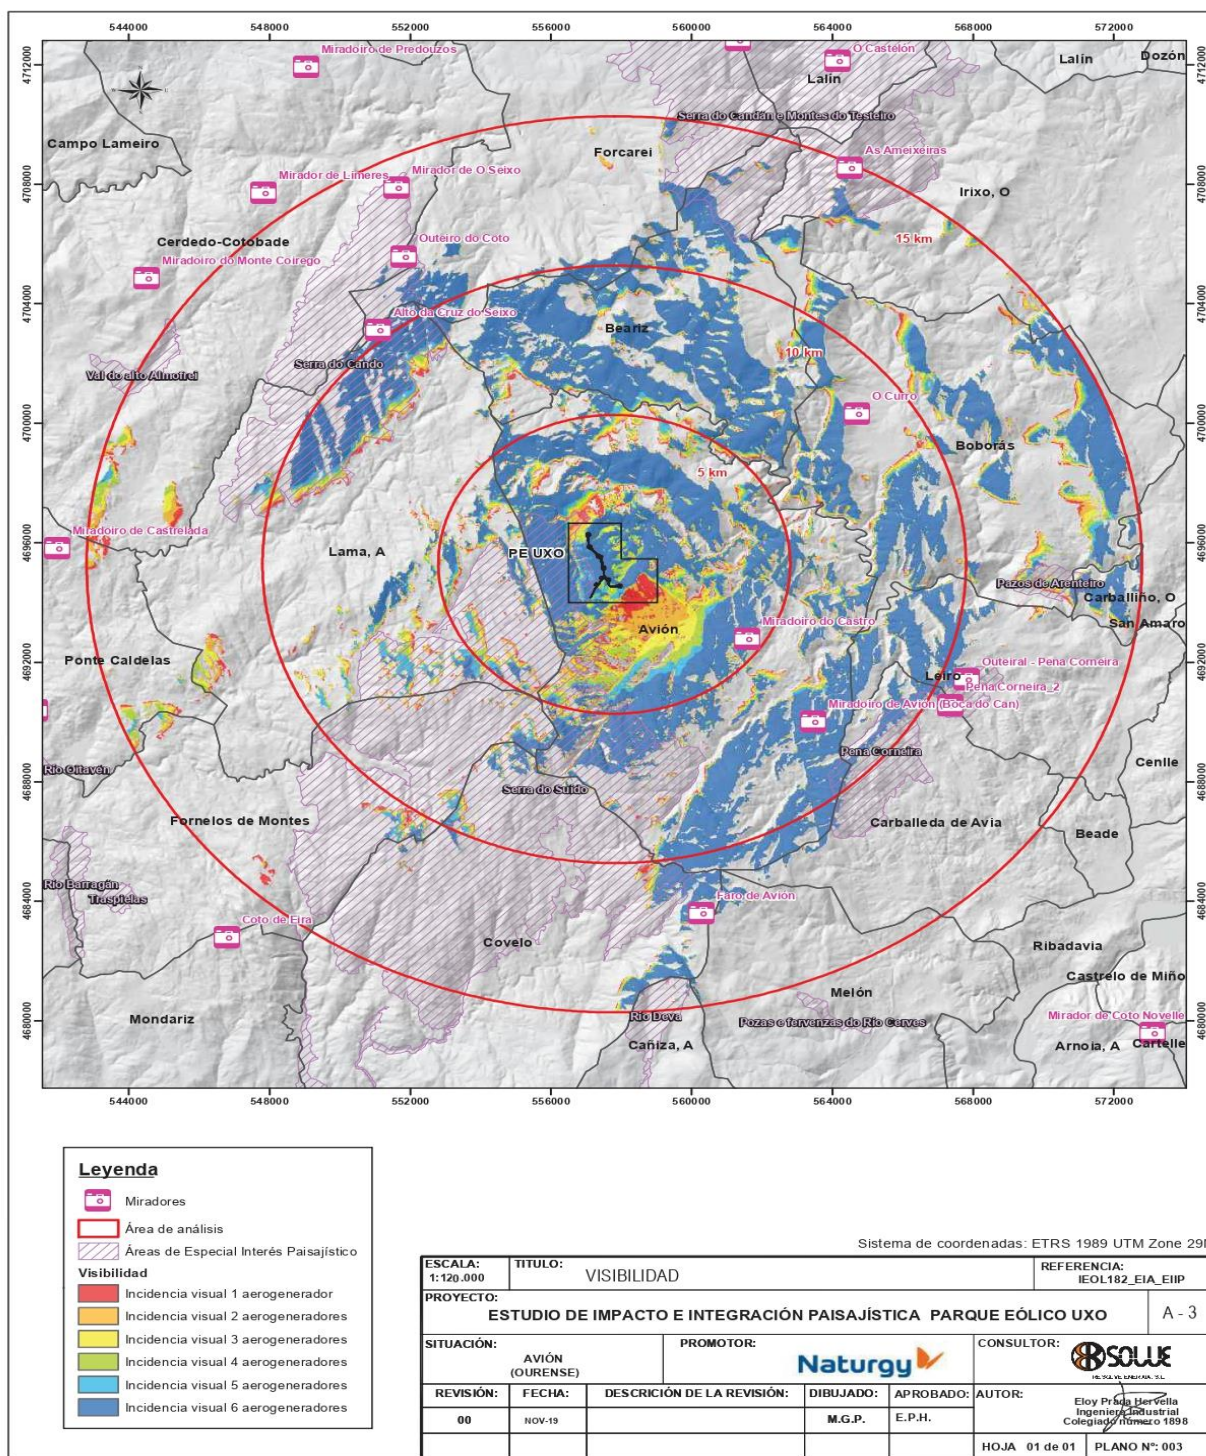 544000 548000 552000 556000 560000 564000 568000 572000
4712000
4712000
Miradoiro de Predouzos
O Castelón
Lalín
Lalín
Dozón
Campo Lameiro
Serra do Candán e Montes do Testeiro
Forcarei
As Ameixeiras
4708000
4708000
Mirador de Limeres
Mirador de O Seixo
Irixo, O
Cerdedo-Cotobade
Outeiro do Coto
15 km
Miradoiro do Monte Coirego
4704000
4704000
Alto da Cruz do Seixo
Beariz
10 km
Serra do Cando
Val do alto Almofrei
O Curro
4700000
4700000
Boborás
5 km
Miradoiro de Castrelada
4696000
4696000
Lama, A
PE UXO
Pazos de Arenteiro
Carballiño, O
San Amaro
Miradoiro do Castro
Avión
Ponte Caldelas
4692000
4692000
Outeiral - Pena Corneira
Leiro
Pena Corneira_2
Miradoiro de Avión (Boca do Can)
Pena Corneira
Río Oitavén
Cenlle
4688000
4688000
Serra do Suído
Fornelos de Montes
Carballeda de Avia
Beade
Río Barragán
Traspielas
4684000
4684000
Faro de Avión
Coto de Eira
Covelo
Ribadavia
Castrelo de Miño
Melón
Mondariz
4680000
4680000
Río Deva
Pozas e fervenzas do Río Cerves
Mirador de Coto Novelle
Cañiza, A
Arnoia, A
Cartelle
544000 548000 552000 556000 560000 564000 568000 572000
Leyenda
Miradores
Área de análisis
Áreas de Especial Interés Paisajístico
Visibilidad
Incidencia visual 1 aerogenerador
Incidencia visual 2 aerogeneradores
Incidencia visual 3 aerogeneradores
Incidencia visual 4 aerogeneradores
Incidencia visual 5 aerogeneradores
Incidencia visual 6 aerogeneradores
Sistema de coordenadas: ETRS 1989 UTM Zone 29N
ESCALA:
1:120.000
TITULO:
VISIBILIDAD
REFERENCIA:
IEOL182_EIA_EIIP
PROYECTO:
ESTUDIO DE IMPACTO E INTEGRACIÓN PAISAJÍSTICA PARQUE EÓLICO UXO
A - 3
SITUACIÓN:
AVIÓN
(OURENSE)
PROMOTOR:
Naturgy
CONSULTOR:
SOLVE
REVISIÓN: FECHA: DESCRIPCIÓN DE LA REVISIÓN: DIBUJADO: APROBADO: AUTOR:
00 NOV-19 M.G.P. E.P.H.
Eloy Prada Hervella
Ingeniero Industrial
Colegiado número 1898
HOJA 01 de 01 PLANO Nº: 003